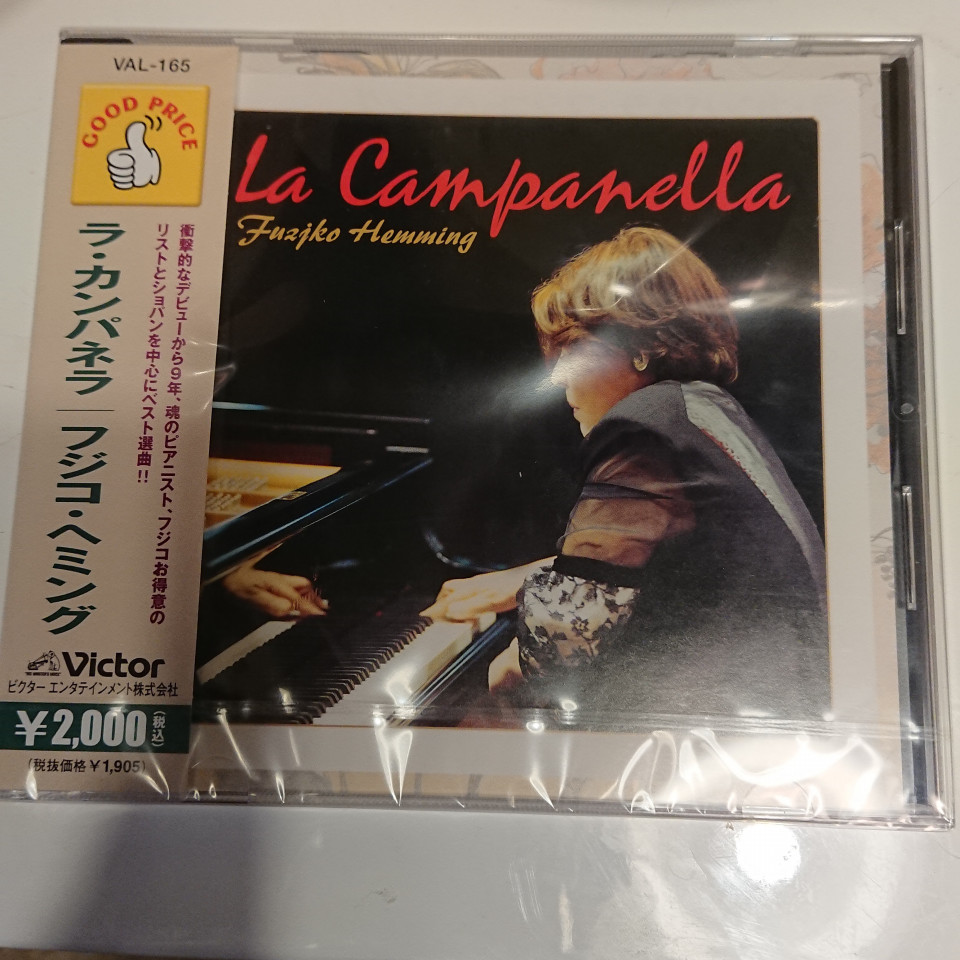 VAL-165
GOOD PRICE
ラ・カンパネラ｜フジコ・ヘミング
衝撃的なデビューから9年、魂のピアニスト、フジコお得意の
リストとショパンを中心にベスト選曲!!
Victor
ビクター エンタテインメント株式会社
¥2,000(税込)
(税抜価格¥1,905)
La Campanella
Fuzjko Hemming